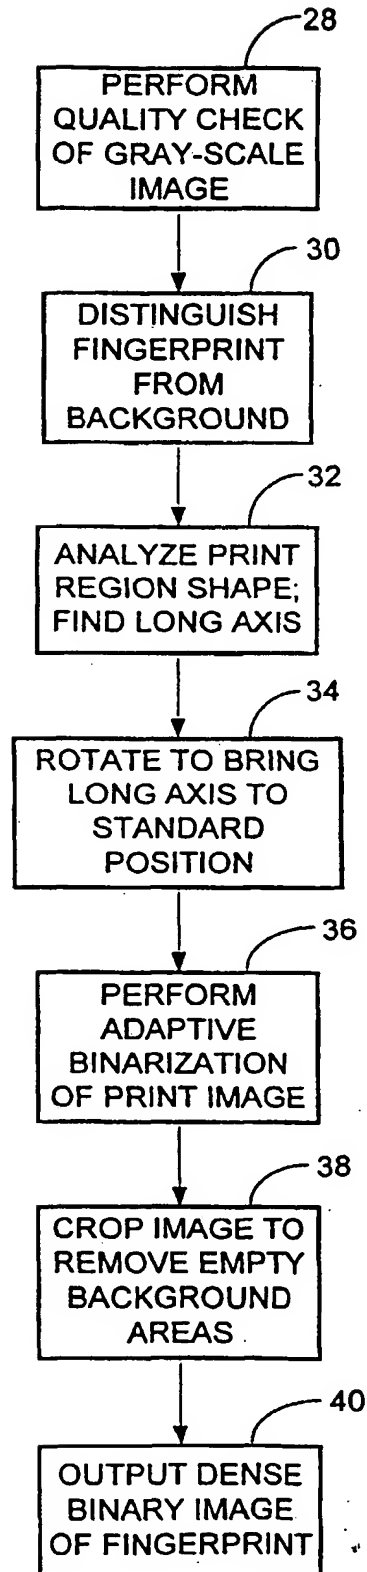 28
PERFORM
QUALITY CHECK
OF GRAY-SCALE
IMAGE
30
DISTINGUISH
FINGERPRINT
FROM
BACKGROUND
32
ANALYZE PRINT
REGION SHAPE;
FIND LONG AXIS
34
ROTATE TO BRING
LONG AXIS TO
STANDARD
POSITION
36
PERFORM
ADAPTIVE
BINARIZATION
OF PRINT IMAGE
38
CROP IMAGE TO
REMOVE EMPTY
BACKGROUND
AREAS
40
OUTPUT DENSE
BINARY IMAGE
OF FINGERPRINT